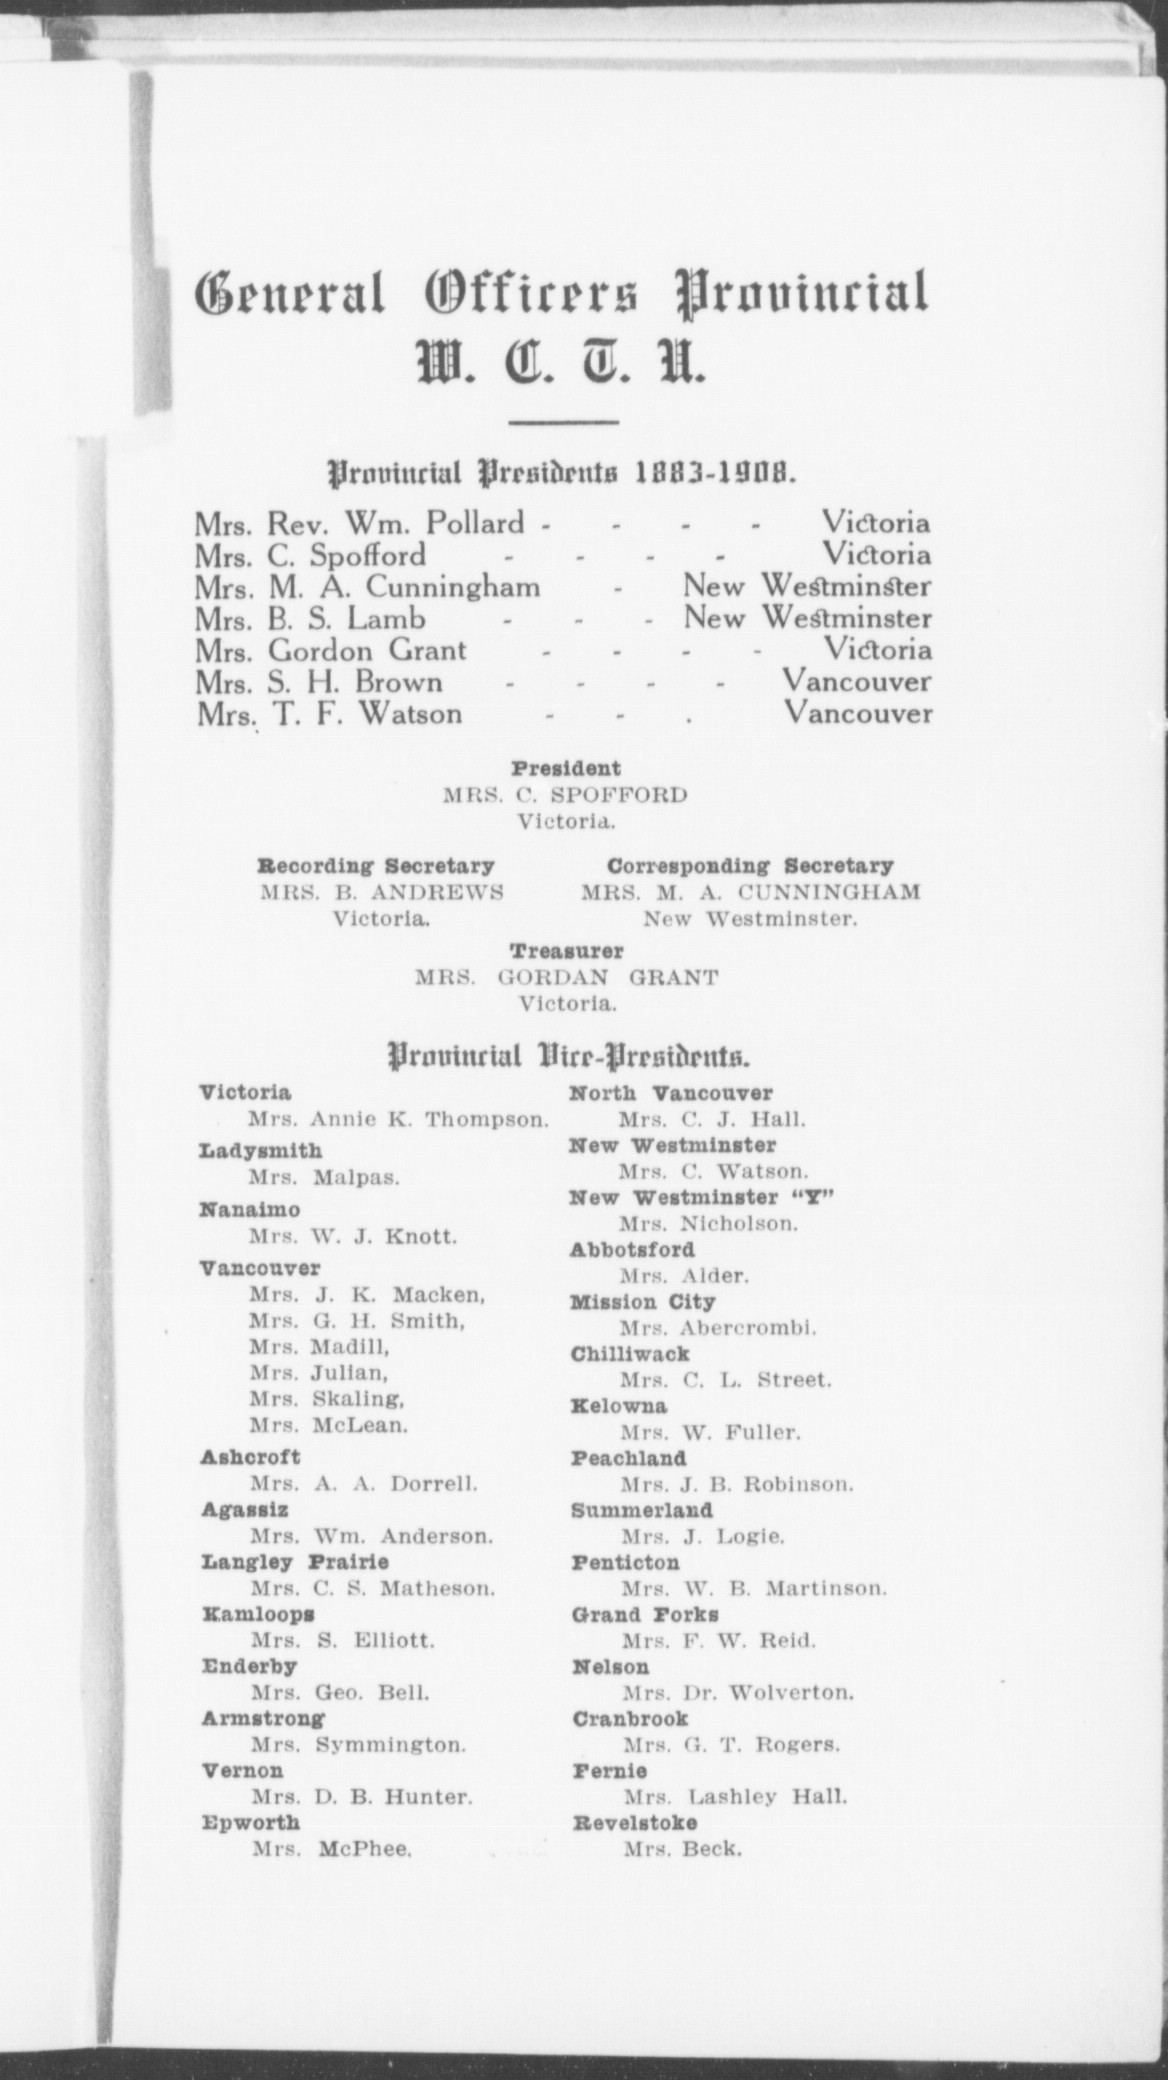 General Officers Provincial
W. C. T. U.
Provincial Presidents 1883-1908.
Mrs. Rev. Wm. Pollard - - - - Victoria
Mrs. C. Spofford - - - - Victoria
Mrs. M. A. Cunningham - New Westminster
Mrs. B. S. Lamb - - - New Westminster
Mrs. Gordon Grant - - - - Victoria
Mrs. S. H. Brown - - - - Vancouver
Mrs. T. F. Watson - - . Vancouver
President
MRS. C. SPOFFORD
Victoria.
Recording Secretary
MRS. B. ANDREWS
Victoria.
Corresponding Secretary
MRS. M. A. CUNNINGHAM
New Westminster.
Treasurer
MRS. GORDAN GRANT
Victoria.
Provincial Vice-Presidents.
Victoria
Mrs. Annie K. Thompson.
Ladysmith
Mrs. Malpas.
Nanaimo
Mrs. W. J. Knott.
Vancouver
Mrs. J. K. Macken,
Mrs. G. H. Smith,
Mrs. Madill,
Mrs. Julian,
Mrs. Skaling,
Mrs. McLean.
Ashcroft
Mrs. A. A. Dorrell.
Agassiz
Mrs. Wm. Anderson.
Langley Prairie
Mrs. C. S. Matheson.
Kamloops
Mrs. S. Elliott.
Enderby
Mrs. Geo. Bell.
Armstrong
Mrs. Symmington.
Vernon
Mrs. D. B. Hunter.
Epworth
Mrs. McPhee.
North Vancouver
Mrs. C. J. Hall.
New Westminster
Mrs. C. Watson.
New Westminster “Y”
Mrs. Nicholson.
Abbotsford
Mrs. Alder.
Mission City
Mrs. Abercrombi.
Chilliwack
Mrs. C. L. Street.
Kelowna
Mrs. W. Fuller.
Peachland
Mrs. J. B. Robinson.
Summerland
Mrs. J. Logie.
Penticton
Mrs. W. B. Martinson.
Grand Forks
Mrs. F. W. Reid.
Nelson
Mrs. Dr. Wolverton.
Cranbrook
Mrs. G. T. Rogers.
Fernie
Mrs. Lashley Hall.
Revelstoke
Mrs. Beck.